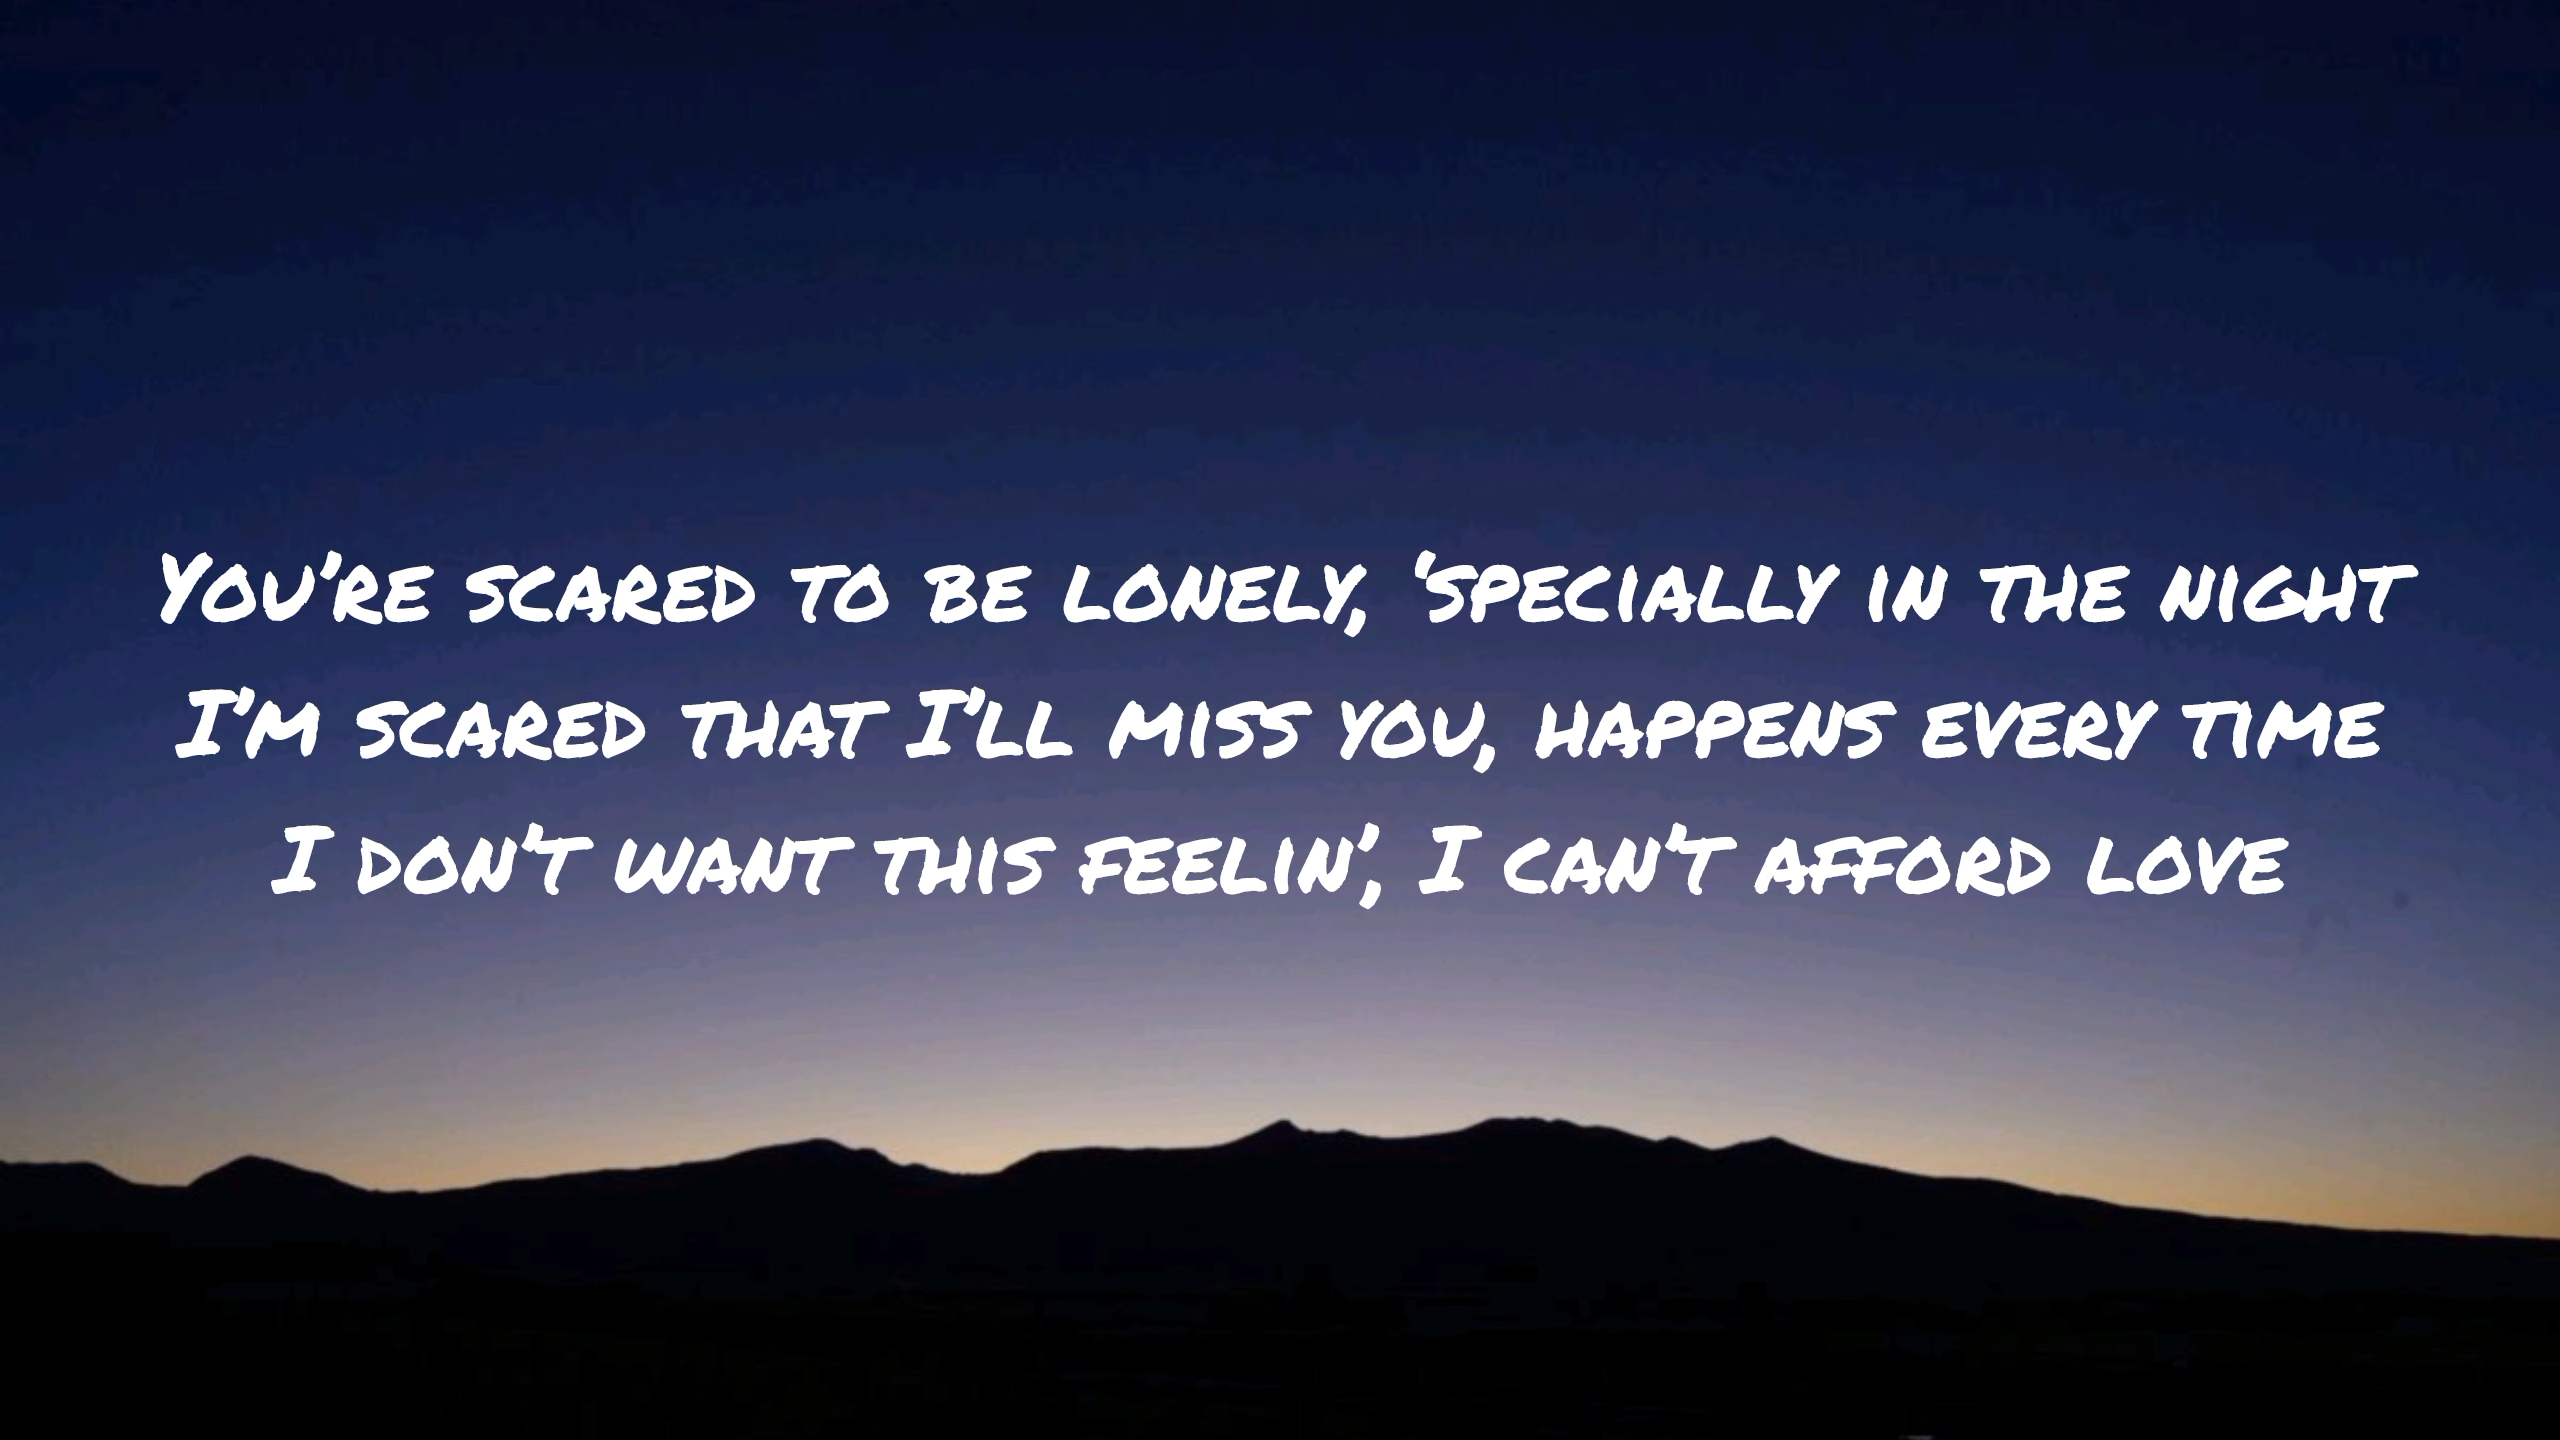 You're scared to be lonely, 'specially in the night
I'm scared that I'll miss you, happens every time
I don't want this feelin', I can't afford love